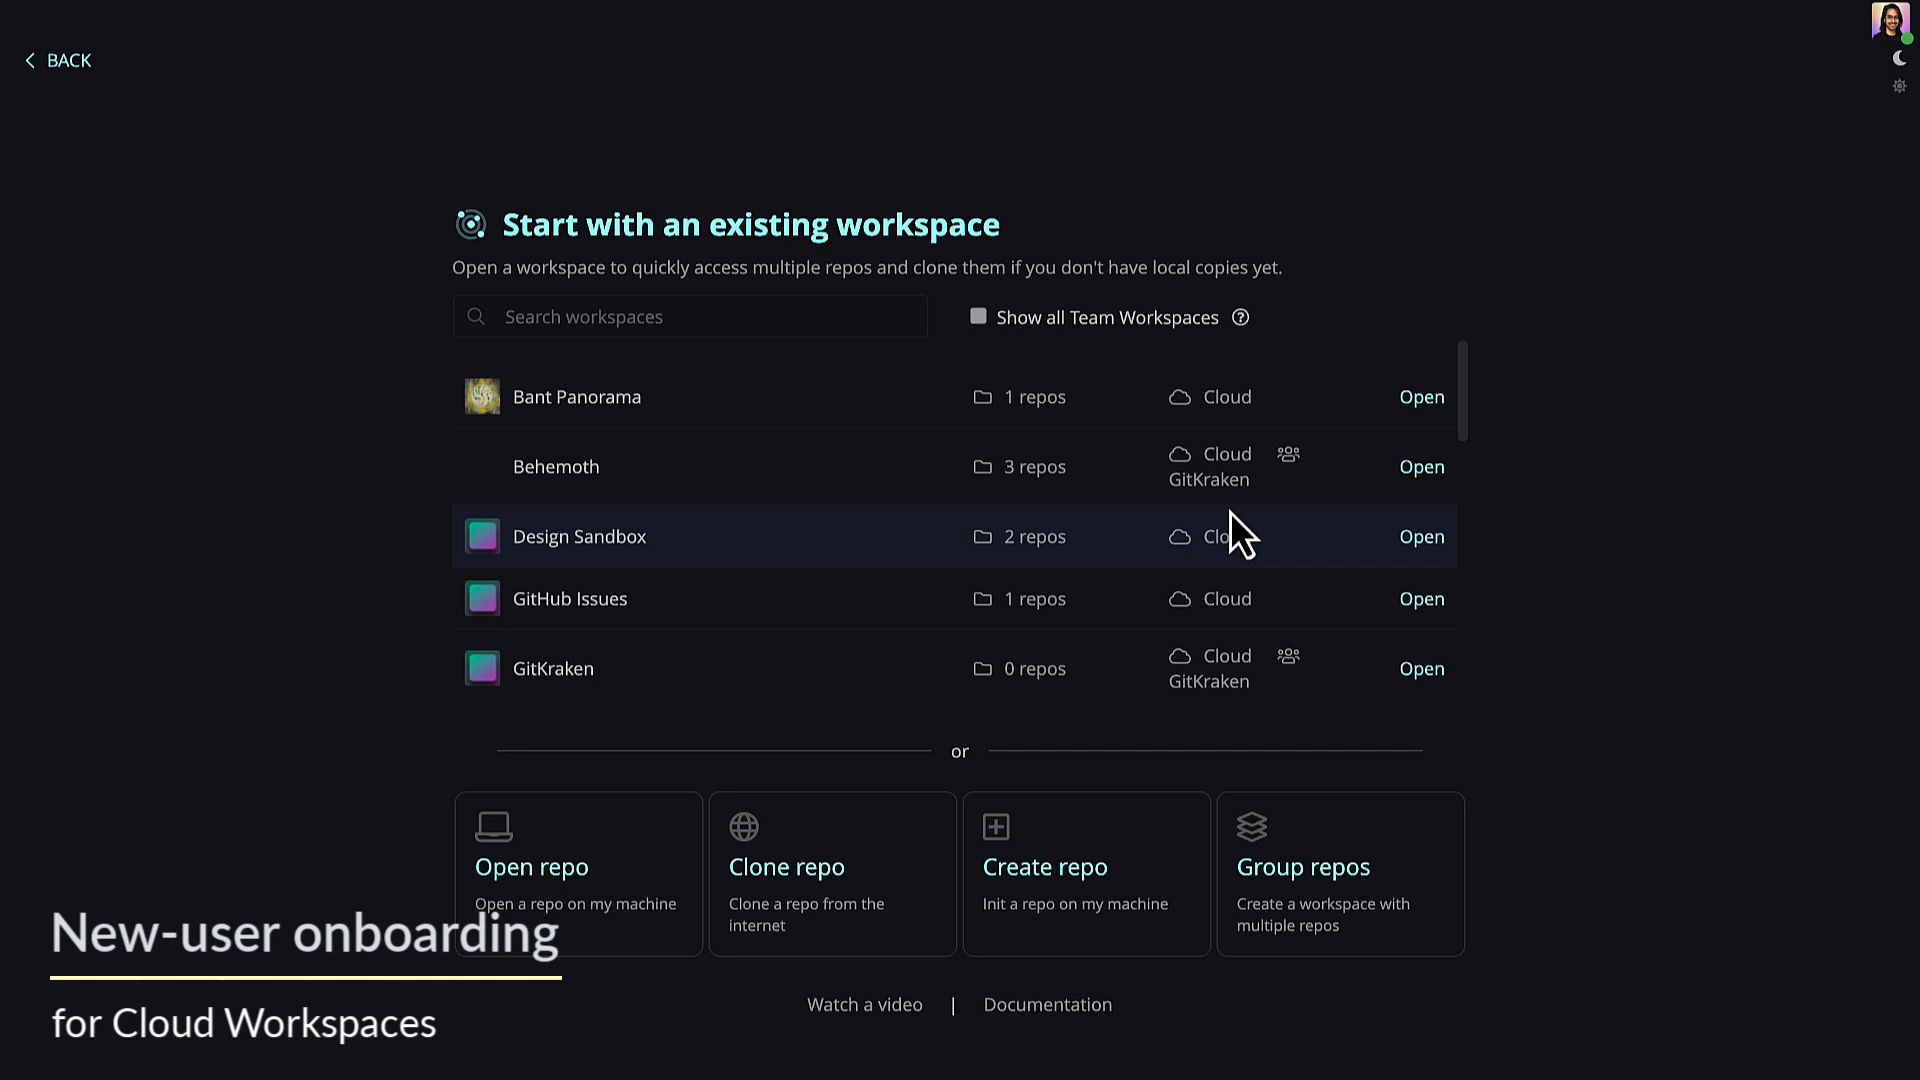 BACK
Start with an existing workspace
Open a workspace to quickly access multiple repos and clone them if you don't have local copies yet.
Search workspaces
Show all Team Workspaces
Bant Panorama 1 repos Cloud Open
Behemoth 3 repos Cloud GitKraken Open
Design Sandbox 2 repos Clo Open
GitHub Issues 1 repos Cloud Open
GitKraken 0 repos Cloud GitKraken Open
or
Open repo
Open a repo on my machine
Clone repo
Clone a repo from the
internet
Create repo
Init a repo on my machine
Group repos
Create a workspace with
multiple repos
New-user onboarding
for Cloud Workspaces
Watch a video | Documentation